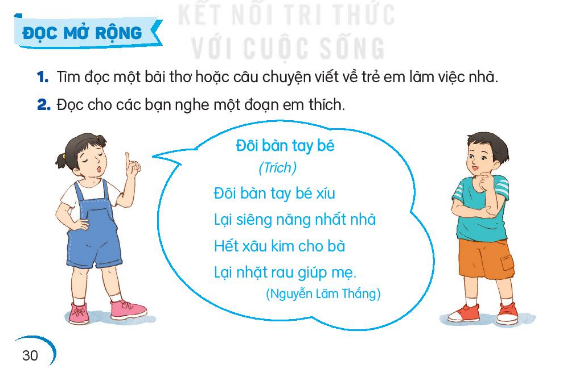 KẾT NỐI TRI THỨC
VỚI CUỘC SỐNG
ĐỌC MỞ RỘNG
1. Tìm đọc một bài thơ hoặc câu chuyện viết về trẻ em làm việc nhà.
2. Đọc cho các bạn nghe một đoạn em thích.
Đôi bàn tay bé
(Trích)
Đôi bàn tay bé xíu
Lại siêng năng nhất nhà
Hết xâu kim cho bà
Lại nhặt rau giúp mẹ.
(Nguyễn Lãm Thắng)
30